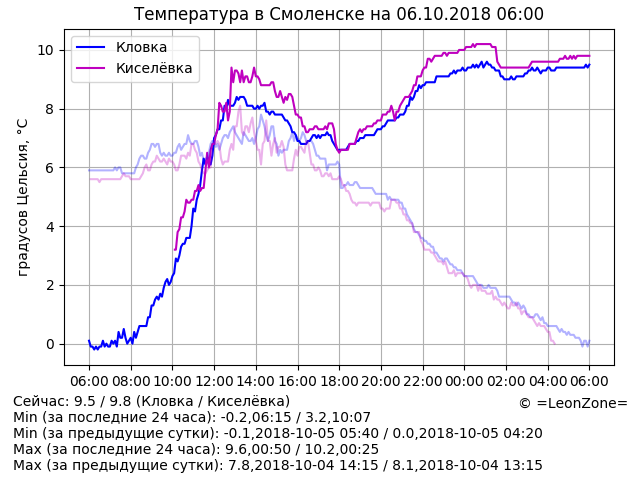 Температура в Смоленске на 06.10.2018 06:00
Кловка
Киселёвка
градусов Цельсия, °C
10
8
6
4
2
0
06:00 08:00 10:00 12:00 14:00 16:00 18:00 20:00 22:00 00:00 02:00 04:00 06:00
Сейчас: 9.5 / 9.8 (Кловка / Киселёвка)
© =LeonZone=
Min (за последние 24 часа): -0.2,06:15 / 3.2,10:07
Min (за предыдущие сутки): -0.1,2018-10-05 05:40 / 0.0,2018-10-05 04:20
Max (за последние 24 часа): 9.6,00:50 / 10.2,00:25
Max (за предыдущие сутки): 7.8,2018-10-04 14:15 / 8.1,2018-10-04 13:15